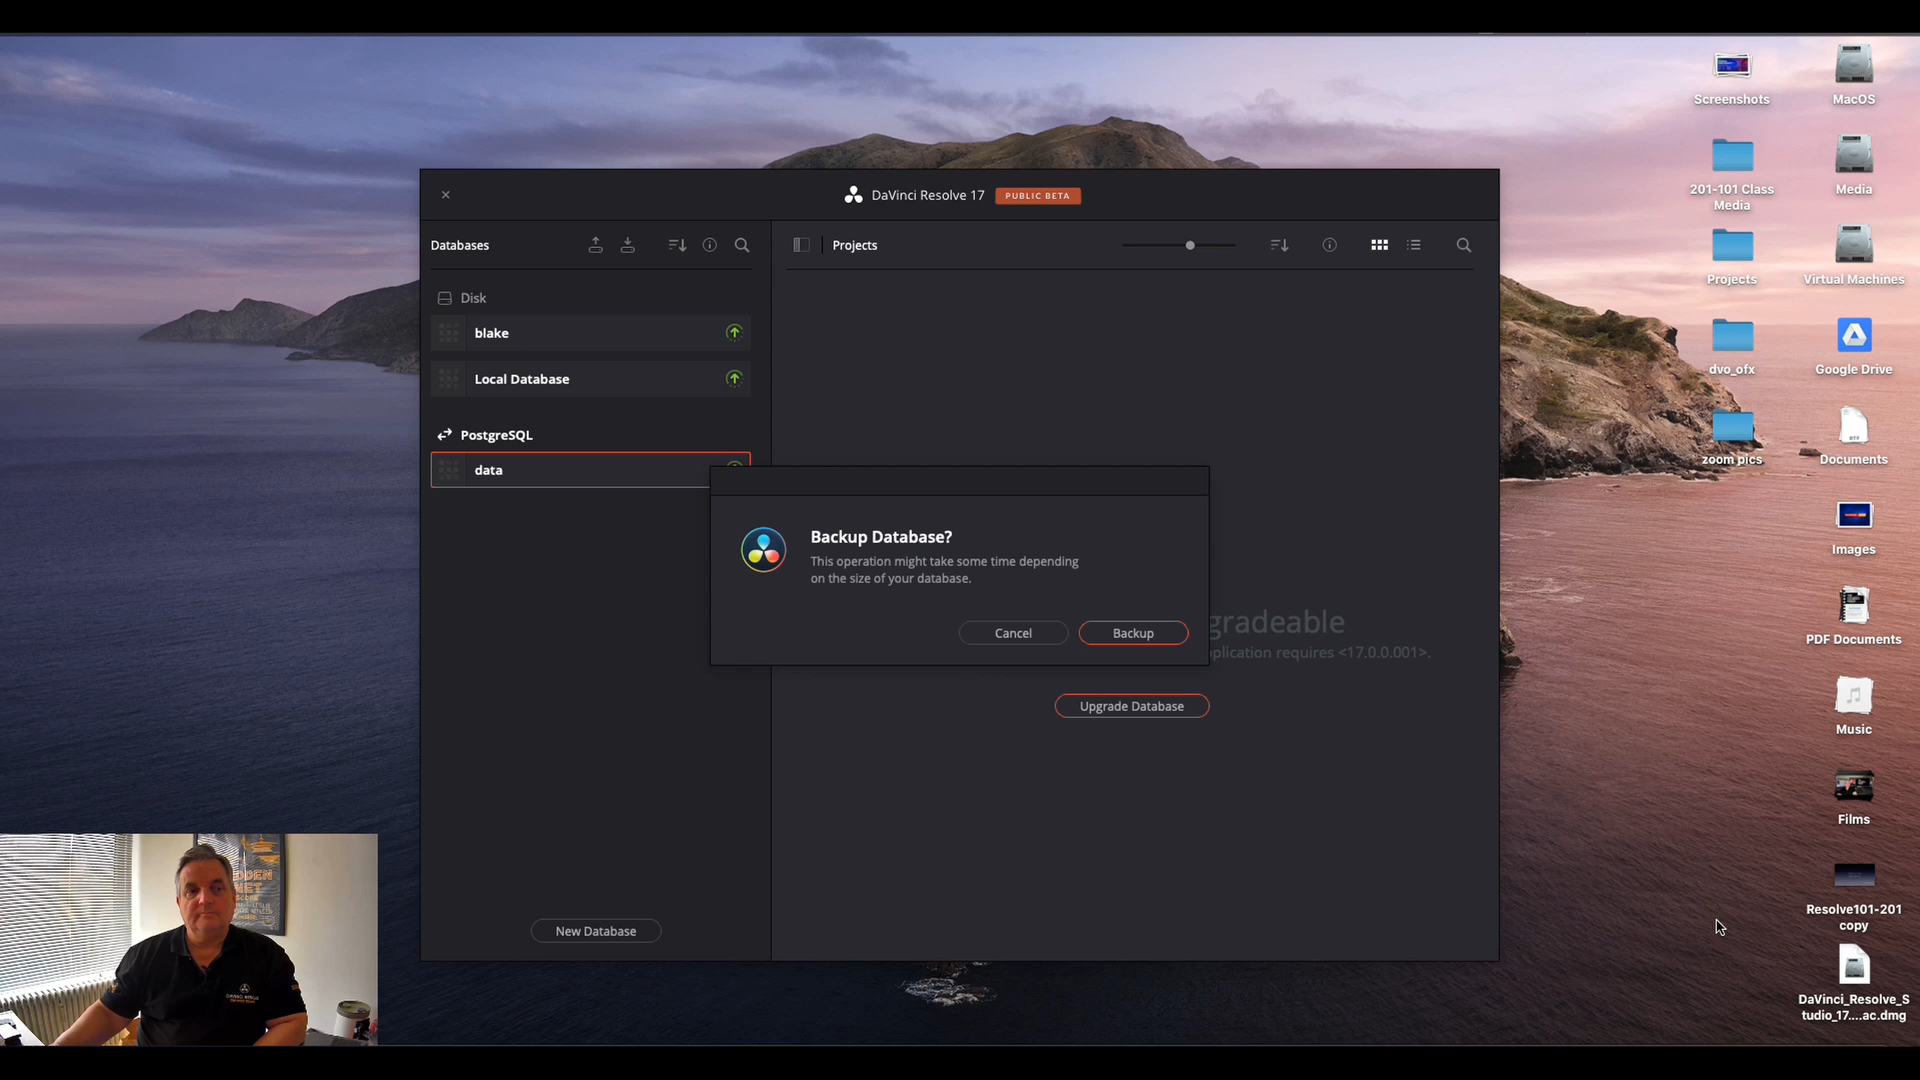 DaVinci Resolve 17 PUBLIC BETA
Databases
Projects
Disk
blake
Local Database
PostgreSQL
data
Backup Database?
This operation might take some time depending
on the size of your database.
Cancel
Backup
gradeable
plication requires <17.0.0.001>.
Upgrade Database
New Database
Screenshots
MacOS
201-101 Class
Media
Media
Projects
Virtual Machines
dvo_ofx
Google Drive
zoom pics
Documents
Images
PDF Documents
Music
Films
Resolve101-201
copy
DaVinci_Resolve_S
tudio_17....ac.dmg